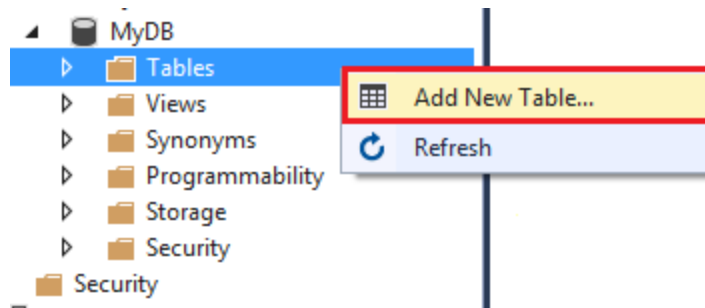 MyDB
Tables
Add New Table...
Views
Synonyms
Refresh
Programmability
Storage
Security
Security